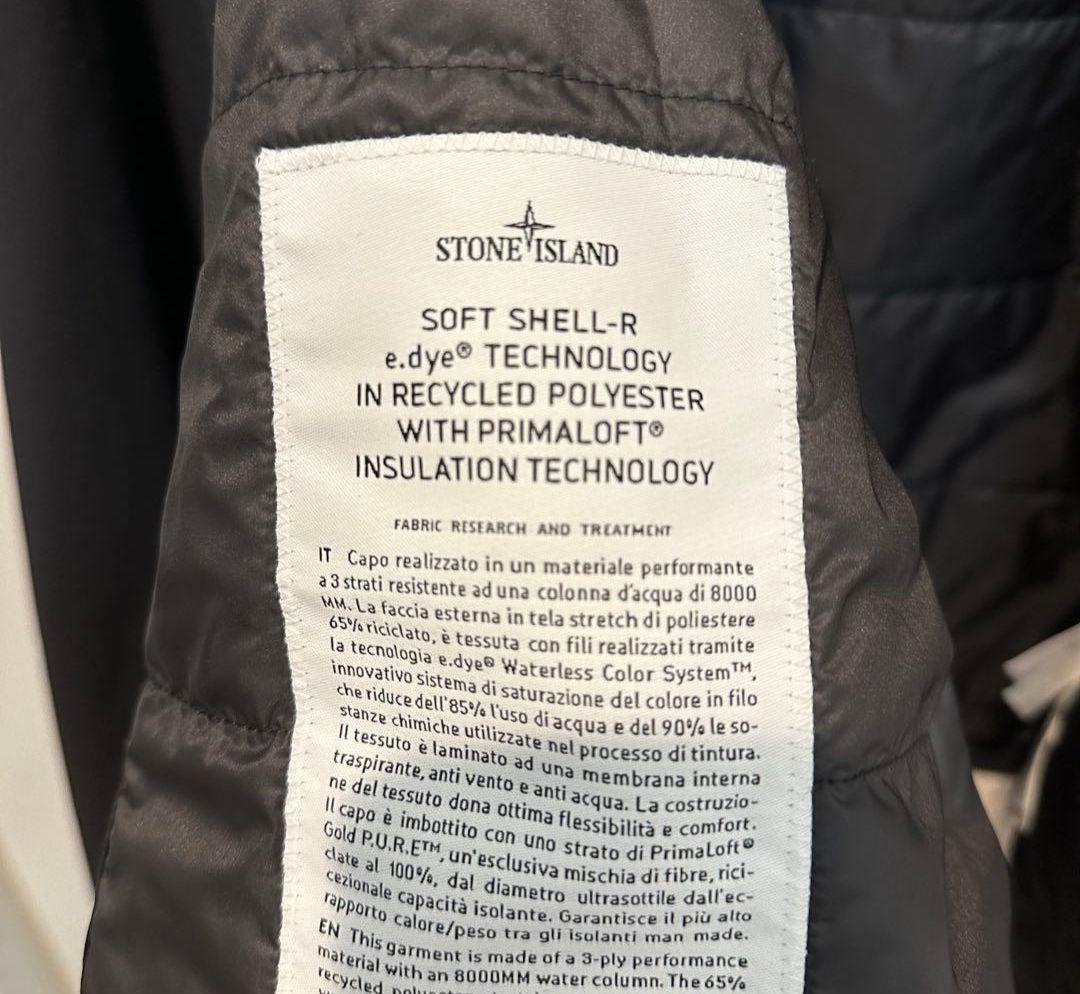 STONE ISLAND
SOFT SHELL-R
e.dye® TECHNOLOGY
IN RECYCLED POLYESTER
WITH PRIMALOFT®
INSULATION TECHNOLOGY
FABRIC RESEARCH AND TREATMENT
IT Capo realizzato in un materiale performante
a 3 strati resistente ad una colonna d'acqua di 8000
MM. La faccia esterna in tela stretch di poliestere
65% riciclato, è tessuta con fili realizzati tramite
la tecnologia e.dye® Waterless Color System™,
innovativo sistema di saturazione del colore in filo
che riduce dell'85% l'uso di acqua e del 90% le so-
stanze chimiche utilizzate nel processo di tintura.
Il tessuto è laminato ad una membrana interna
traspirante, anti vento e anti acqua. La costruzio-
ne del tessuto dona ottima flessibilità e comfort.
Il capo è imbottito con uno strato di PrimaLoft®
Gold P.U.R.E™, un'esclusiva mischia di fibre, rici-
clate al 100%, dal diametro ultrasottile dall'ec-
cezionale capacità isolante. Garantisce il più alto
rapporto calore/peso tra gli isolanti man made.
EN This garment is made of a 3-ply performance
material with an 8000MM water column. The 65%
recycled